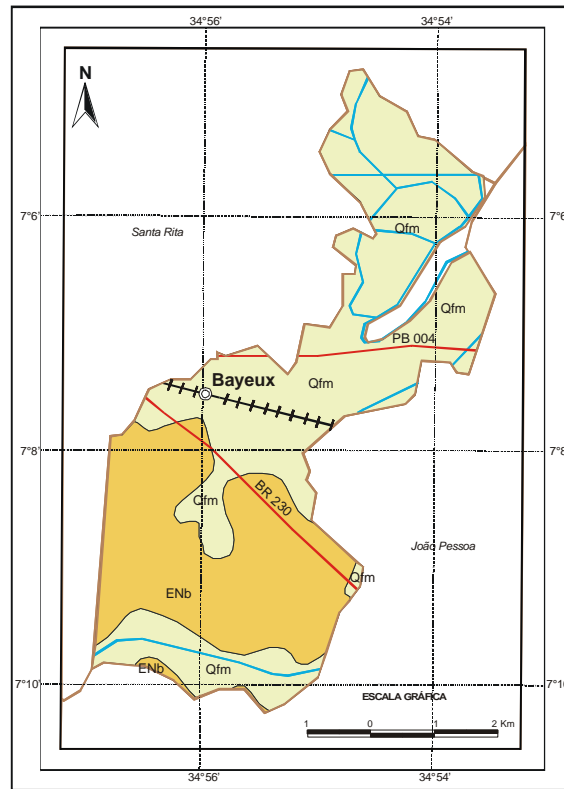 34°56' 34°54'
N
7°6' 7°6
Santa Rita
Qfm
Qfm
PB 004
Bayeux
Qfm
7°8' 7°8
BR 230
Qfm
João Pessoa
Qfm
ENb
ENb
Qfm
7°10' 7°10
ESCALA GRÁFICA
1 0 1 2 Km
34°56' 34°54'